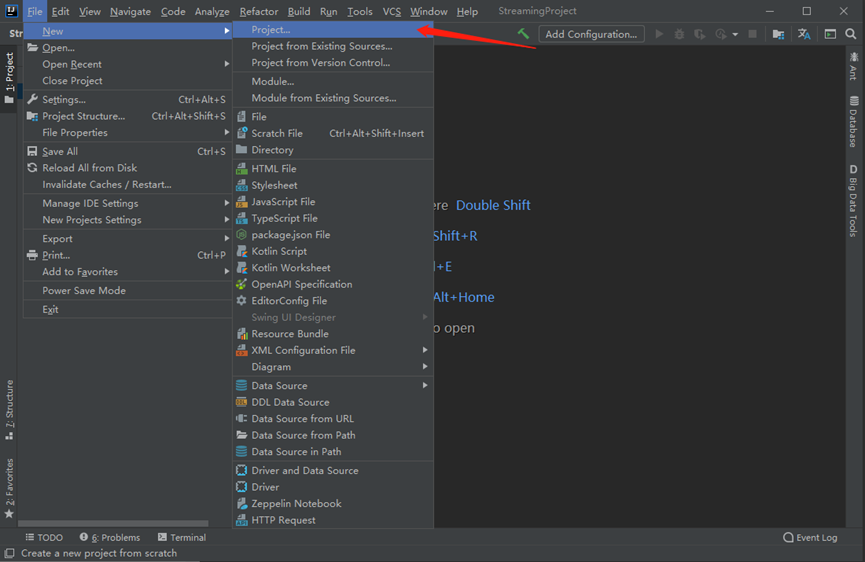 File Edit View Navigate Code Analyze Refactor Build Run Tools VCS Window Help StreamingProject
Add Configuration...
1: Project
7: Structure
2: Favorites
New
Open...
Open Recent
Close Project
Settings... Ctrl+Alt+S
Project Structure... Ctrl+Alt+Shift+S
File Properties
Save All Ctrl+S
Reload All from Disk
Invalidate Caches / Restart...
Manage IDE Settings
New Projects Settings
Export
Print... Ctrl+P
Add to Favorites
Power Save Mode
Exit
Project...
Project from Existing Sources...
Project from Version Control...
Module...
Module from Existing Sources...
File
Scratch File Ctrl+Alt+Shift+Insert
Directory
HTML File
Stylesheet
JavaScript File
TypeScript File
package.json File
Kotlin Script
Kotlin Worksheet
OpenAPI Specification
EditorConfig File
Swing UI Designer
Resource Bundle
XML Configuration File
Diagram
Data Source
DDL Data Source
Data Source from URL
Data Source from Path
Data Source in Path
Driver and Data Source
Driver
Zeppelin Notebook
HTTP Request
ere Double Shift
Shift+R
+E
Alt+Home
o open
Ant
Database
Big Data Tools
TODO 6: Problems Terminal Event Log
Create a new project from scratch